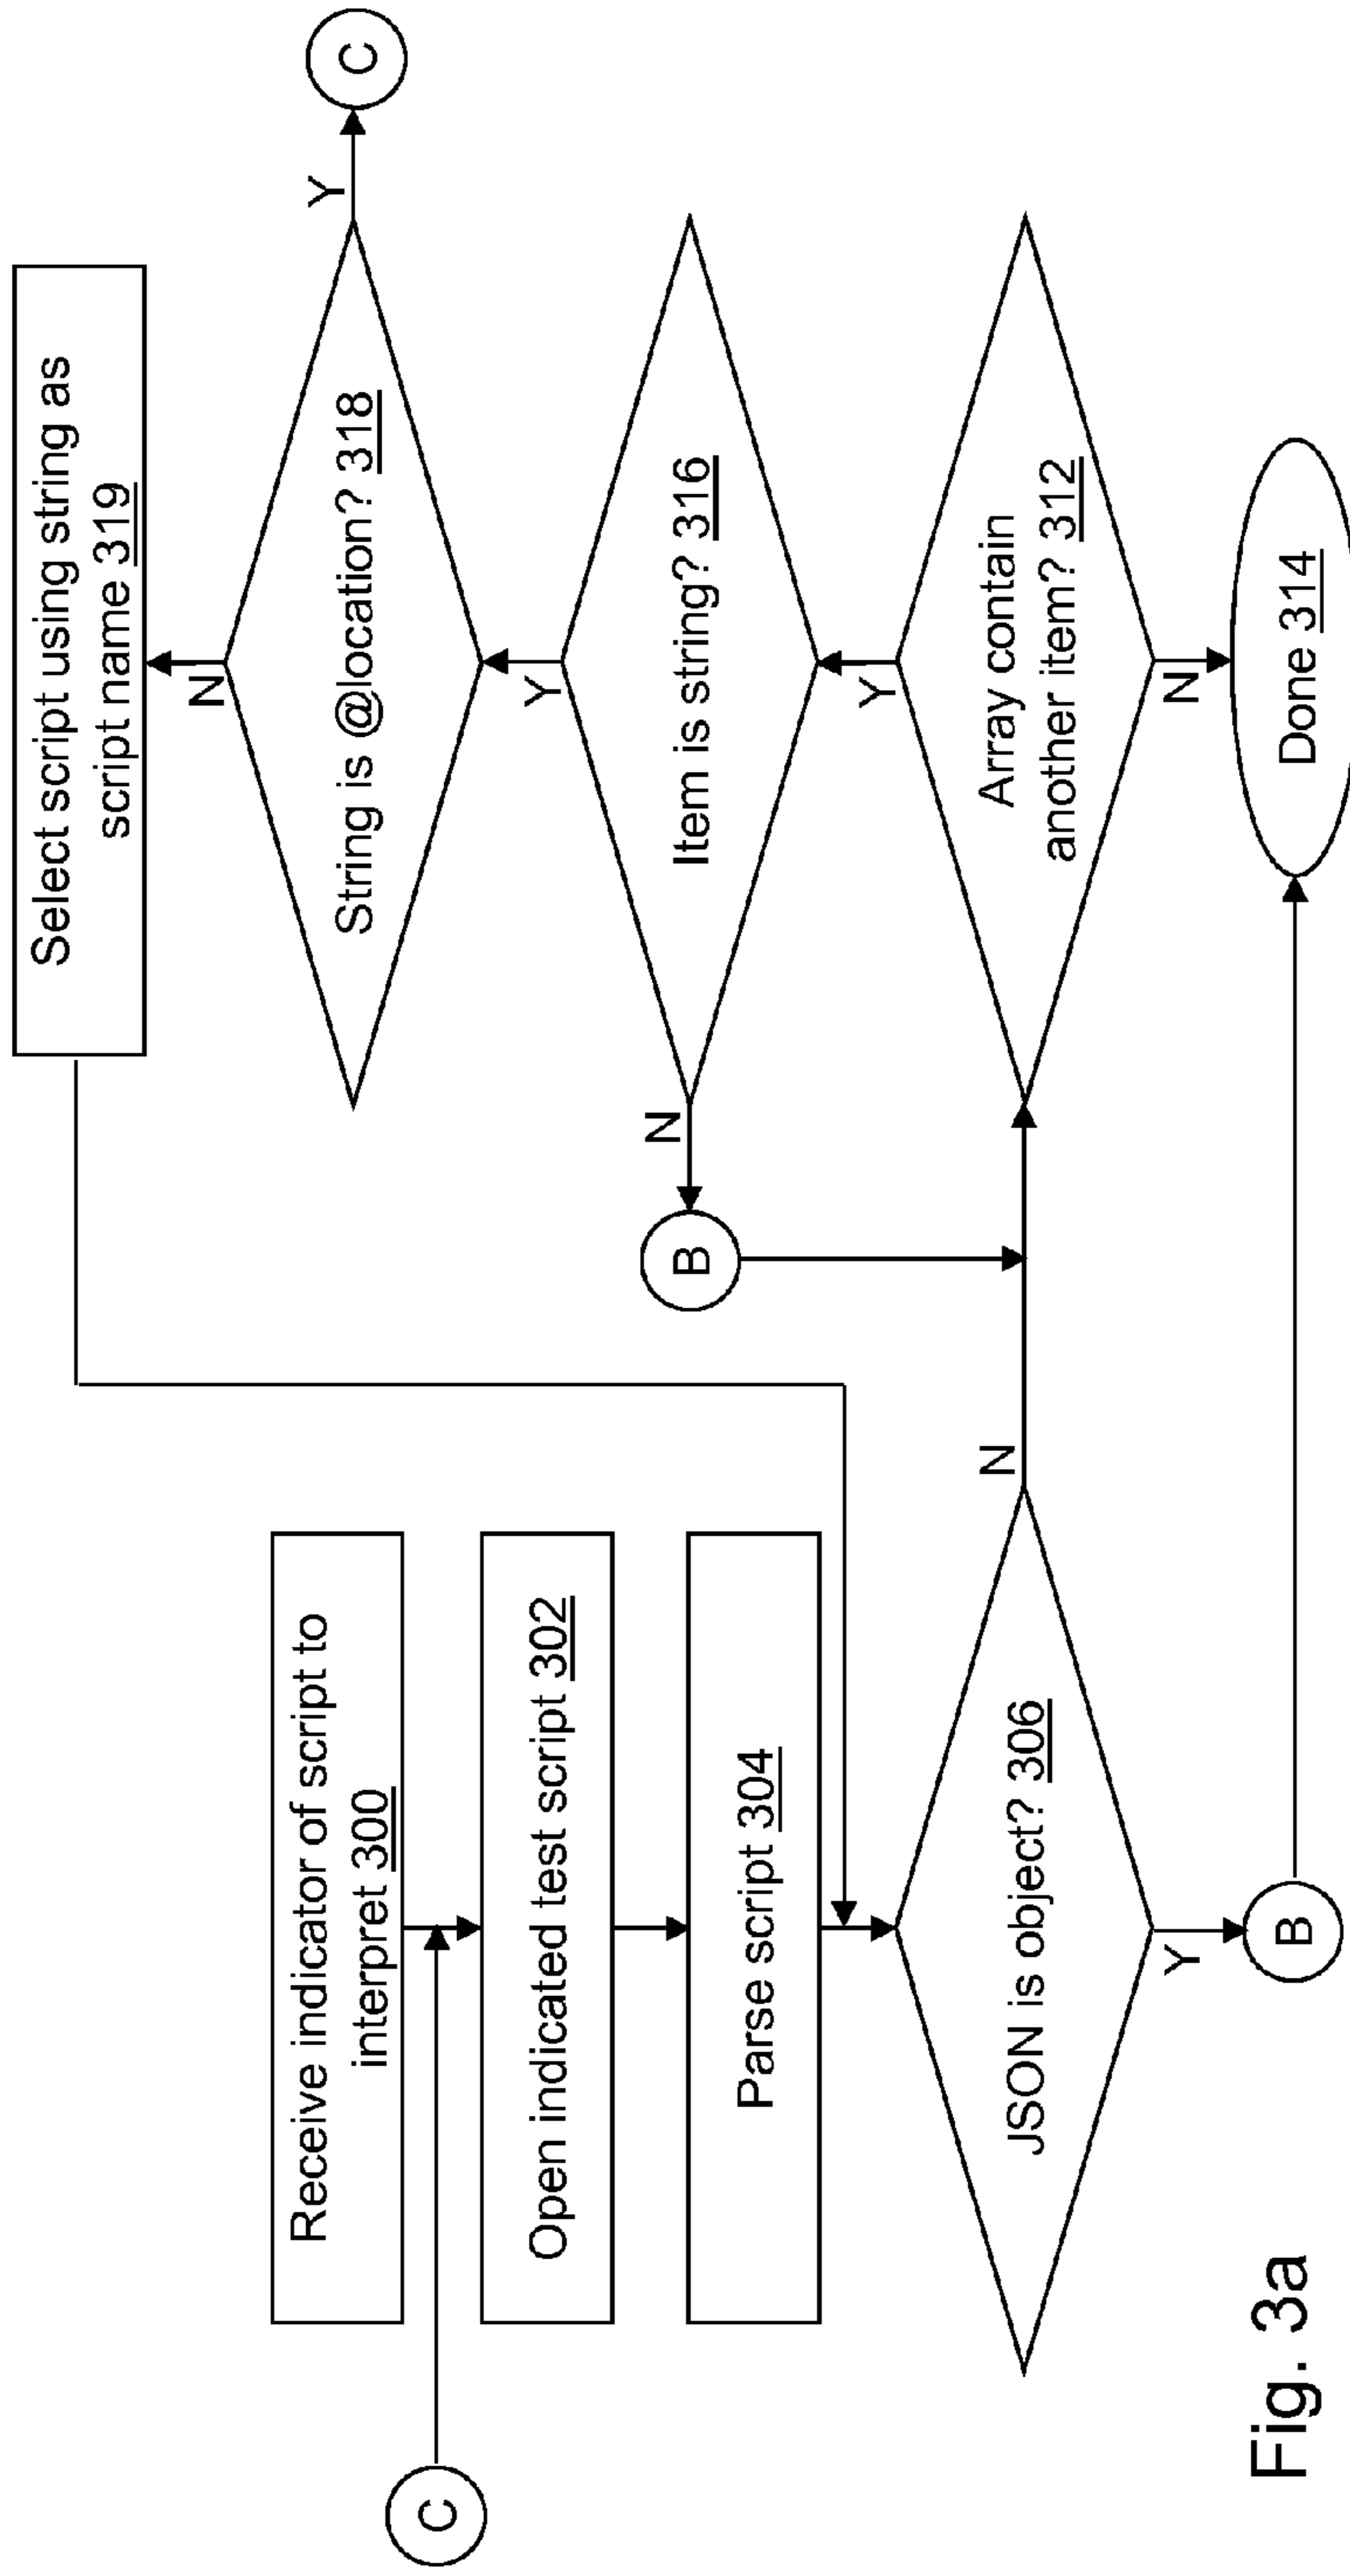 C
Receive indicator of script to
interpret 300
Open indicated test script 302
Parse script 304
JSON is object? 306
Y
N
B
B
Select script using string as
script name 319
N
String is @location? 318
Y
C
Y
Item is string? 316
N
Y
Array contain
another item? 312
N
Done 314
Fig. 3a